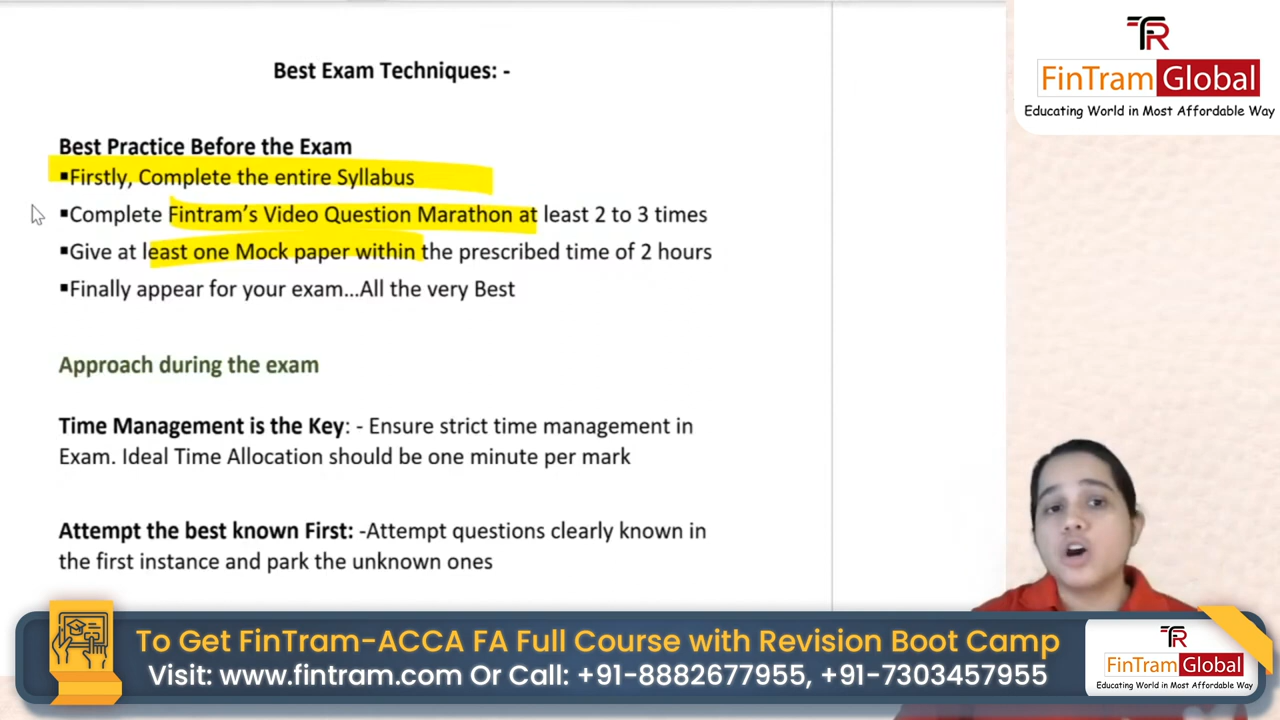 Best Exam Techniques: -
TR
FinTram Global
Educating World in Most Affordable Way
Best Practice Before the Exam
▪Firstly, Complete the entire Syllabus
▪Complete Fintram's Video Question Marathon at least 2 to 3 times
▪Give at least one Mock paper within the prescribed time of 2 hours
▪Finally appear for your exam...All the very Best
Approach during the exam
Time Management is the Key: - Ensure strict time management in
Exam. Ideal Time Allocation should be one minute per mark
Attempt the best known First: -Attempt questions clearly known in
the first instance and park the unknown ones
To Get FinTram-ACCA FA Full Course with Revision Boot Camp
Visit: www.fintram.com Or Call: +91-8882677955, +91-7303457955
TR
FinTram Global
Educating World in Most Affordable Way